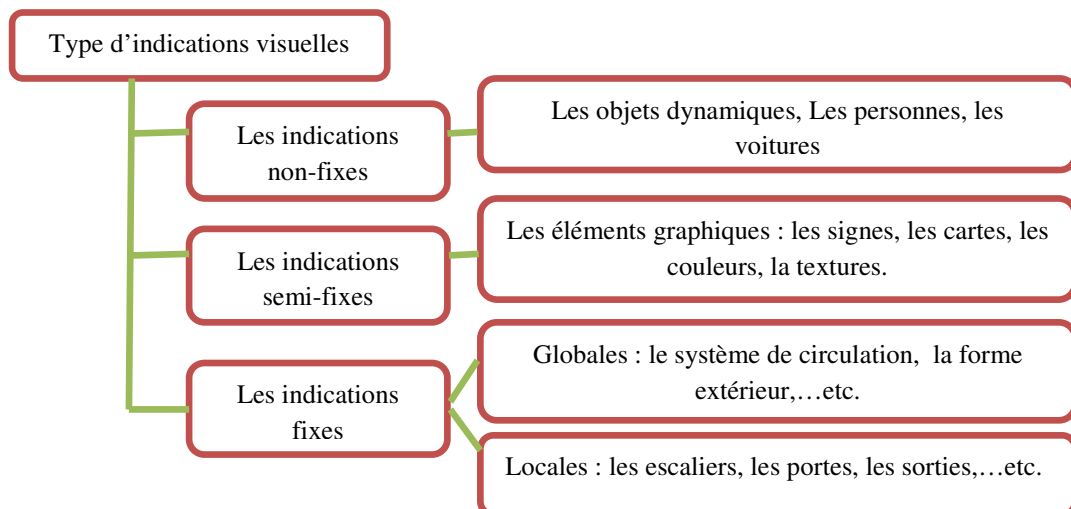 Type d’indications visuelles
Les indications
non-fixes
Les objets dynamiques, Les personnes, les
voitures
Les indications
semi-fixes
Les éléments graphiques : les signes, les cartes, les
couleurs, la textures.
Les indications
fixes
Globales : le système de circulation, la forme
extérieur,…etc.
Locales : les escaliers, les portes, les sorties,…etc.